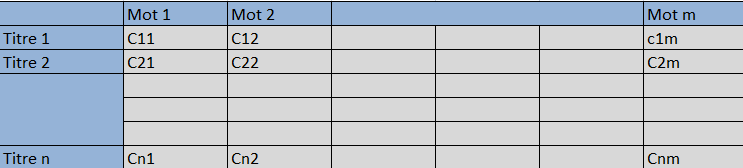 Mot 1 Mot 2 Mot m
Titre 1 C11 C12 c1m
Titre 2 C21 C22 C2m
Titre n Cn1 Cn2 Cnm